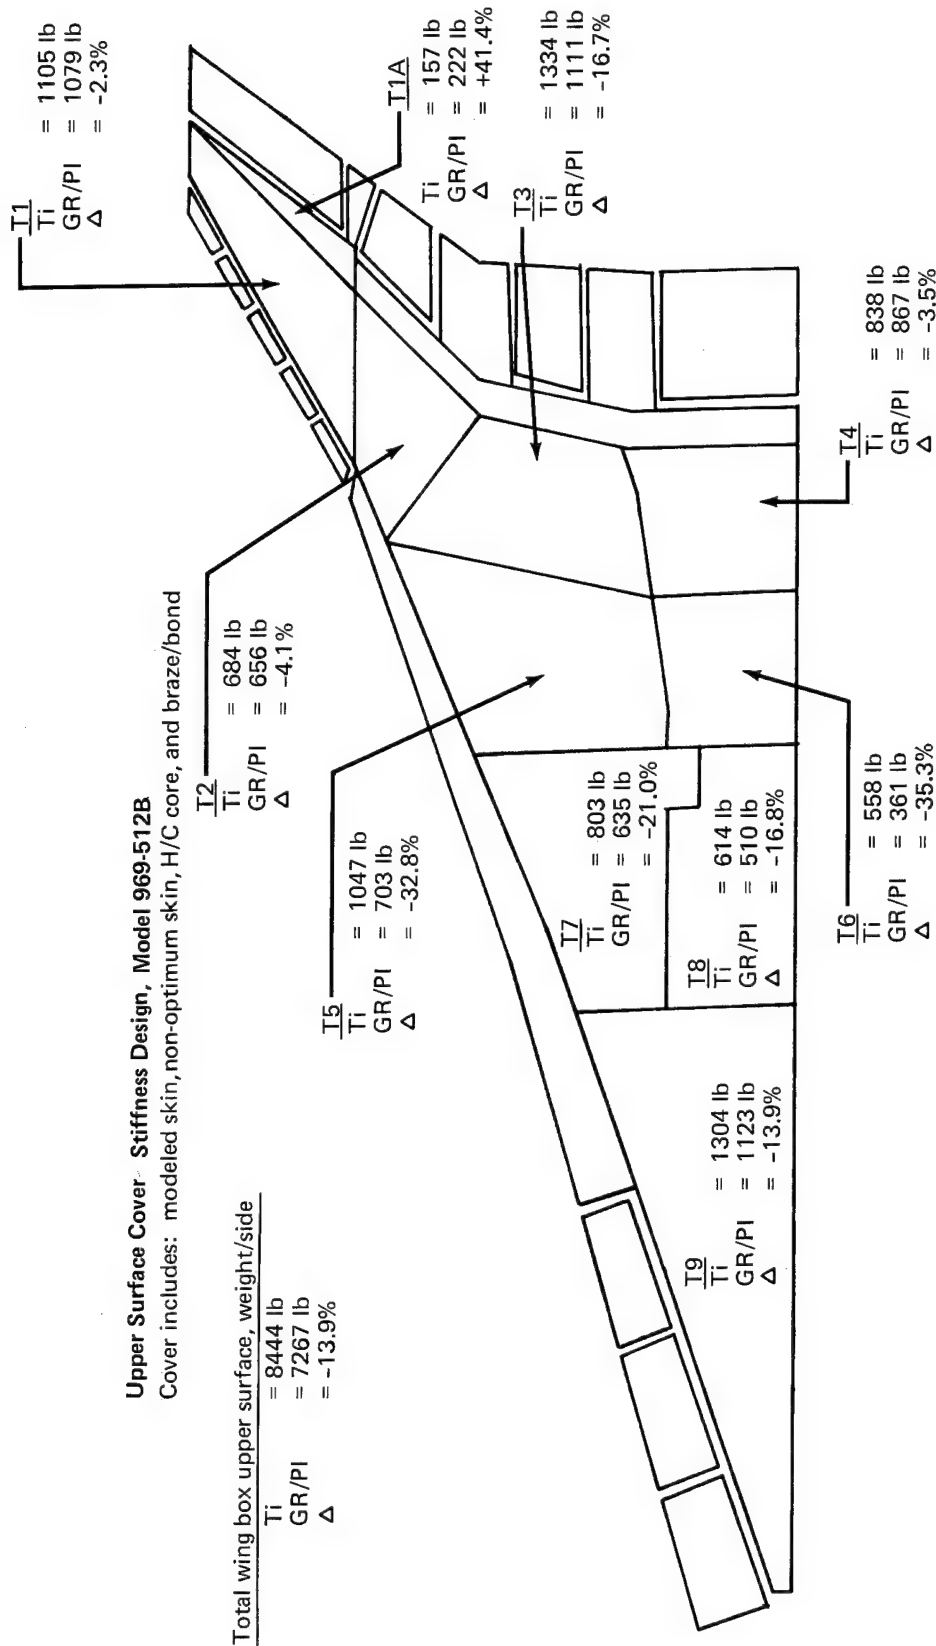 Upper Surface Cover Stiffness Design, Model 969-512B
Cover includes: modeled skin, non-optimum skin, H/C core, and braze/bond
Total wing box upper surface, weight/side
Ti = 8444 lb
GR/PI = 7267 lb
Δ = -13.9%
T1
Ti = 1105 lb
GR/PI = 1079 lb
Δ = -2.3%
T1A
Ti = 157 lb
GR/PI = 222 lb
Δ = +41.4%
T2
Ti = 684 lb
GR/PI = 656 lb
Δ = -4.1%
T3
Ti = 1334 lb
GR/PI = 1111 lb
Δ = -16.7%
T4
Ti = 838 lb
GR/PI = 867 lb
Δ = -3.5%
T5
Ti = 1047 lb
GR/PI = 703 lb
Δ = -32.8%
T6
Ti = 558 lb
GR/PI = 361 lb
Δ = -35.3%
T7
Ti = 803 lb
GR/PI = 635 lb
Δ = -21.0%
T8
Ti = 614 lb
GR/PI = 510 lb
Δ = -16.8%
T9
Ti = 1304 lb
GR/PI = 1123 lb
Δ = -13.9%